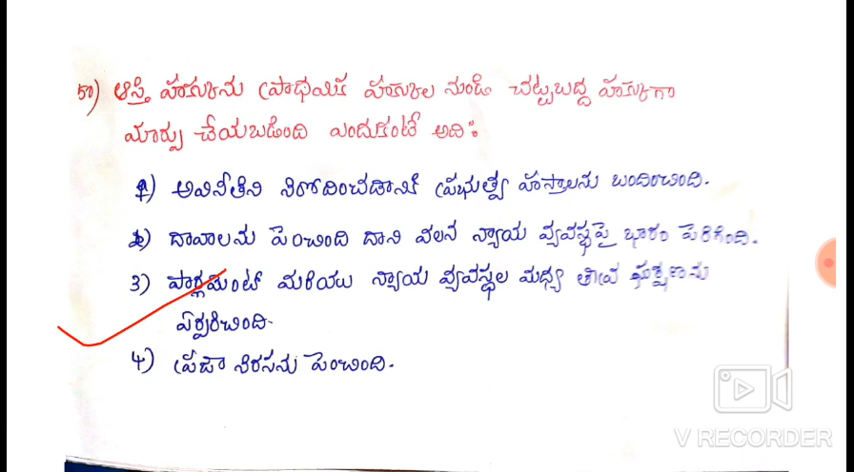 50) ఆస్తి హక్కును ప్రాథమిక హక్కుల నుండి చట్టబద్ద హక్కుగా
మార్పు చేయబడింది ఎందుకంటే అది:
1) అవినీతిని నిరోదించడానికి ప్రభుత్వ హస్తాలను బందించింది.
2) దావాలను పెంచింది దాని వలన న్యాయ వ్యవస్థపై భారం పెరిగింది.
3) పార్లమెంట్ మరియు న్యాయ వ్యవస్థల మధ్య తీవ్ర ఘర్షణను
ఏర్పరిచింది.
4) ప్రజా నిరసను పెంచింది.
V RECORDER